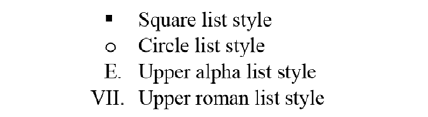 ▪ Square list style
o Circle list style
E. Upper alpha list style
VII. Upper roman list style